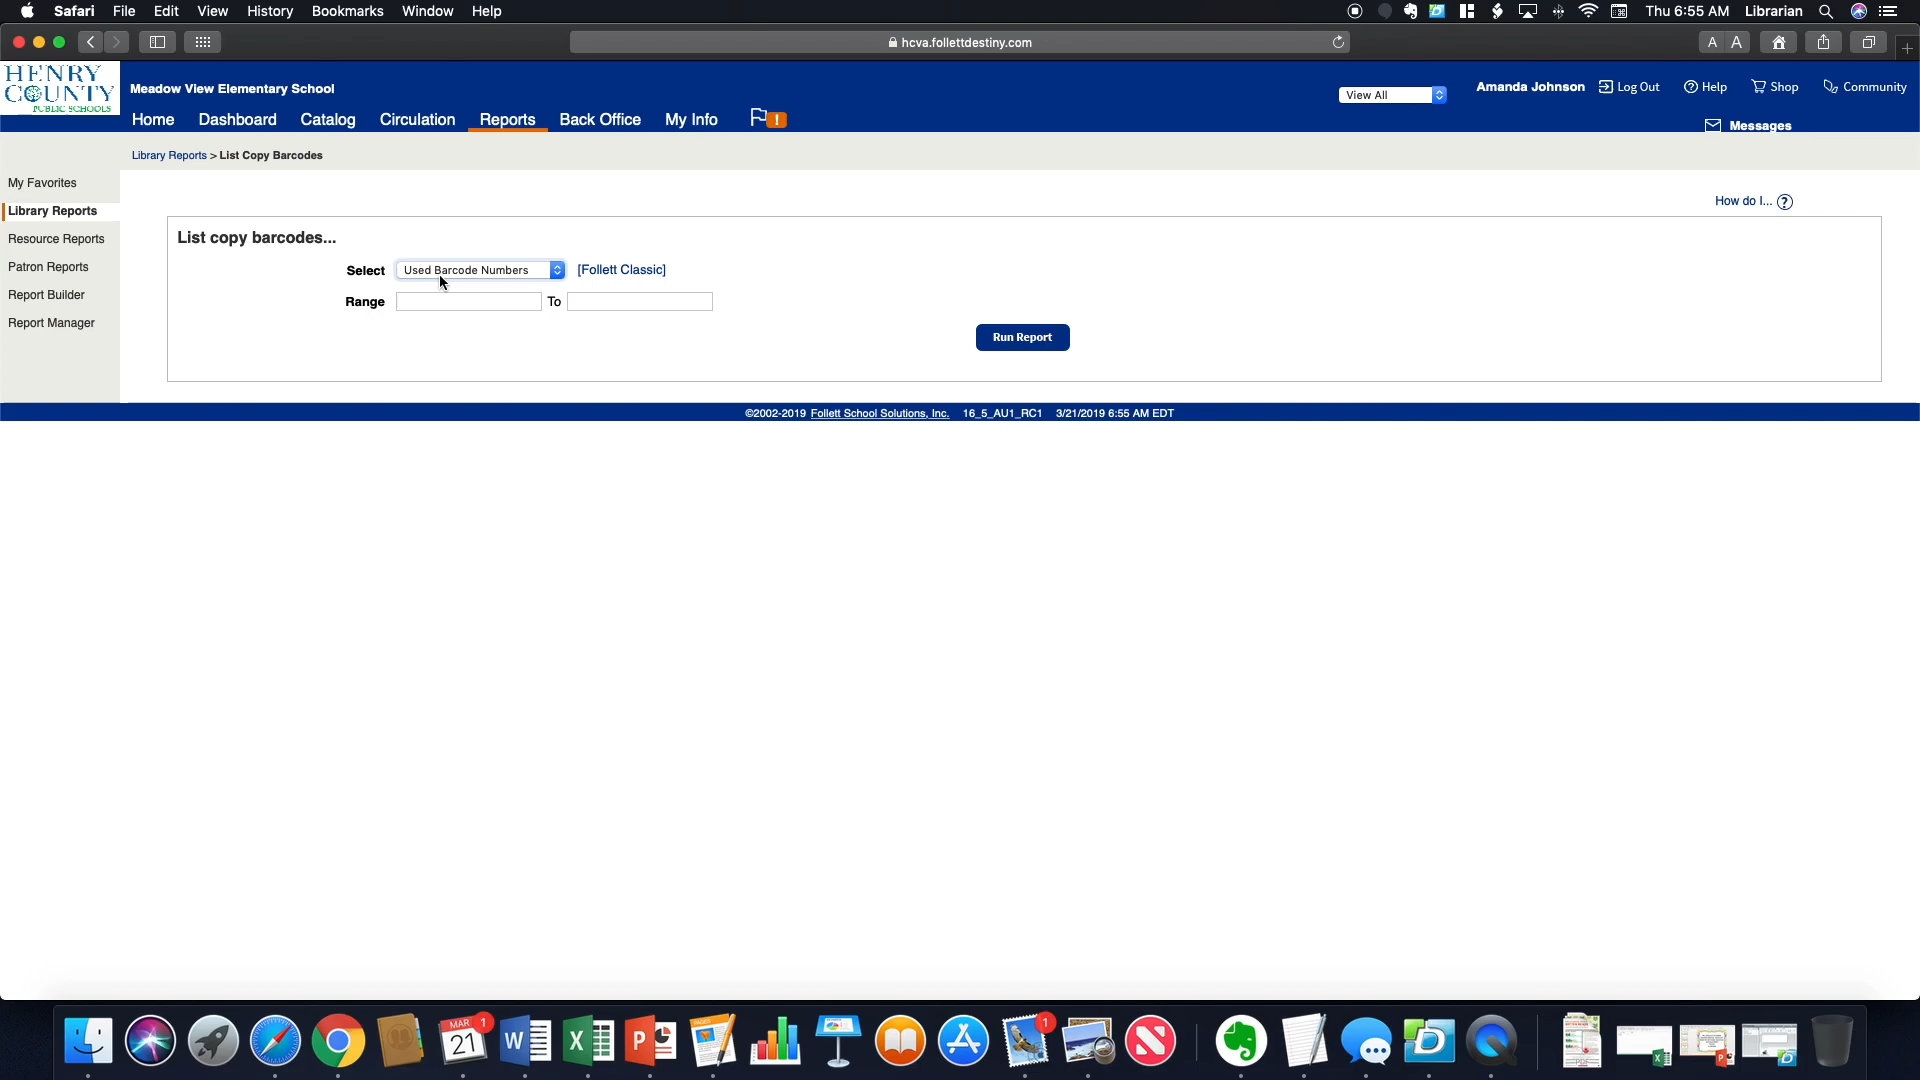 Safari File Edit View History Bookmarks Window Help Thu 6:55 AM Librarian
hcva.follettdestiny.com A A
HENRY
COUNTY
PUBLIC SCHOOLS
Meadow View Elementary School
View All
Amanda Johnson Log Out Help Shop Community
Home Dashboard Catalog Circulation Reports Back Office My Info !
Messages
Library Reports > List Copy Barcodes
My Favorites
Library Reports
Resource Reports
Patron Reports
Report Builder
Report Manager
How do I... ?
List copy barcodes...
Select Used Barcode Numbers [Follett Classic]
Range To
Run Report
©2002-2019 Follett School Solutions, Inc. 16_5_AU1_RC1 3/21/2019 6:55 AM EDT
MAR 1
21
W
X
P
PAGES
1